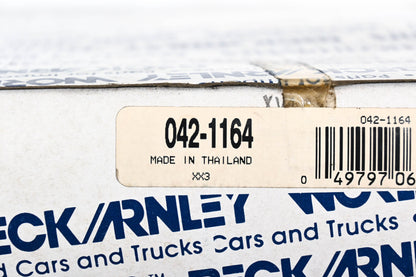 042-1164
MADE IN THAILAND
XX3
042-1164
0 49797 06
ECK/ARNLEY WOR
Cars and Trucks Cars and Trucks